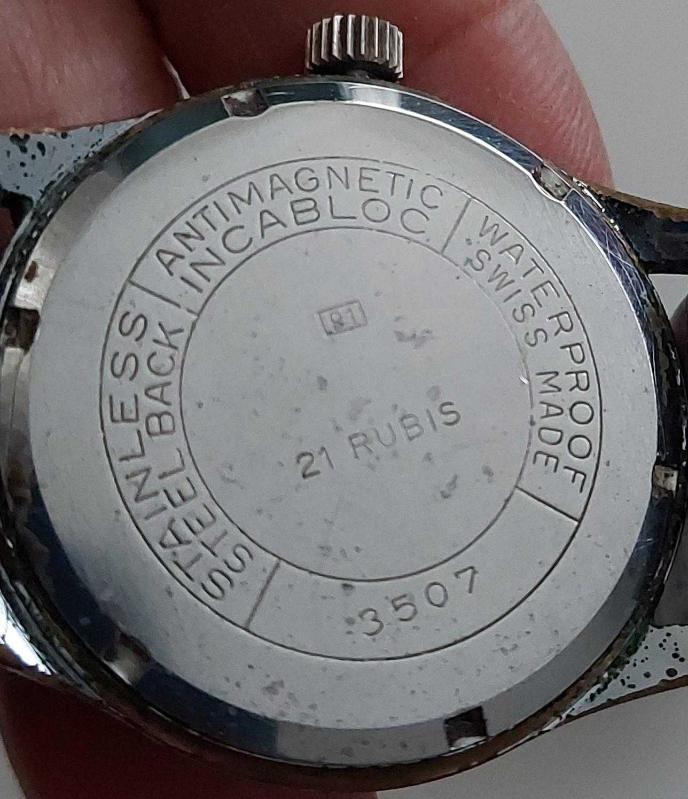 ANTIMAGNETIC
INCABLOC
WATERPROOF
SWISS MADE
STAINLESS
STEEL BACK
21 RUBIS
3507